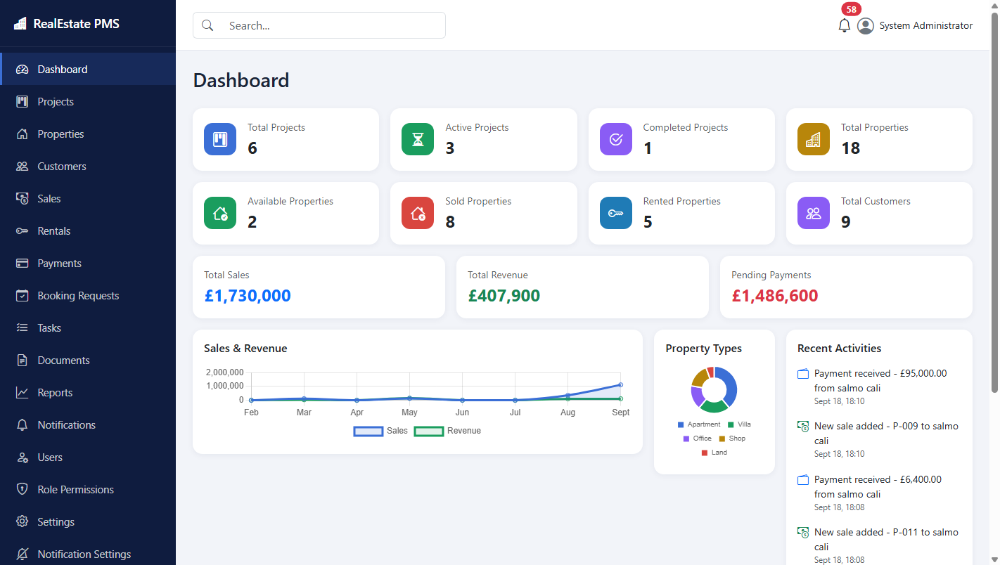 RealEstate PMS
Search...
58
System Administrator
Dashboard
Projects
Properties
Customers
Sales
Rentals
Payments
Booking Requests
Tasks
Documents
Reports
Notifications
Users
Role Permissions
Settings
Notification Settings
Dashboard
Total Projects
6
Active Projects
3
Completed Projects
1
Total Properties
18
Available Properties
2
Sold Properties
8
Rented Properties
5
Total Customers
9
Total Sales
£1,730,000
Total Revenue
£407,900
Pending Payments
£1,486,600
Sales & Revenue
2,000,000
1,000,000
0
Feb Mar Apr May Jun Jul Aug Sept
Sales Revenue
Property Types
Apartment Villa
Office Shop
Land
Recent Activities
Payment received - £95,000.00
from salmo cali
Sept 18, 18:10
New sale added - P-009 to salmo
cali
Sept 18, 18:10
Payment received - £6,400.00
from salmo cali
Sept 18, 18:08
New sale added - P-011 to salmo
cali
Sept 18, 18:08